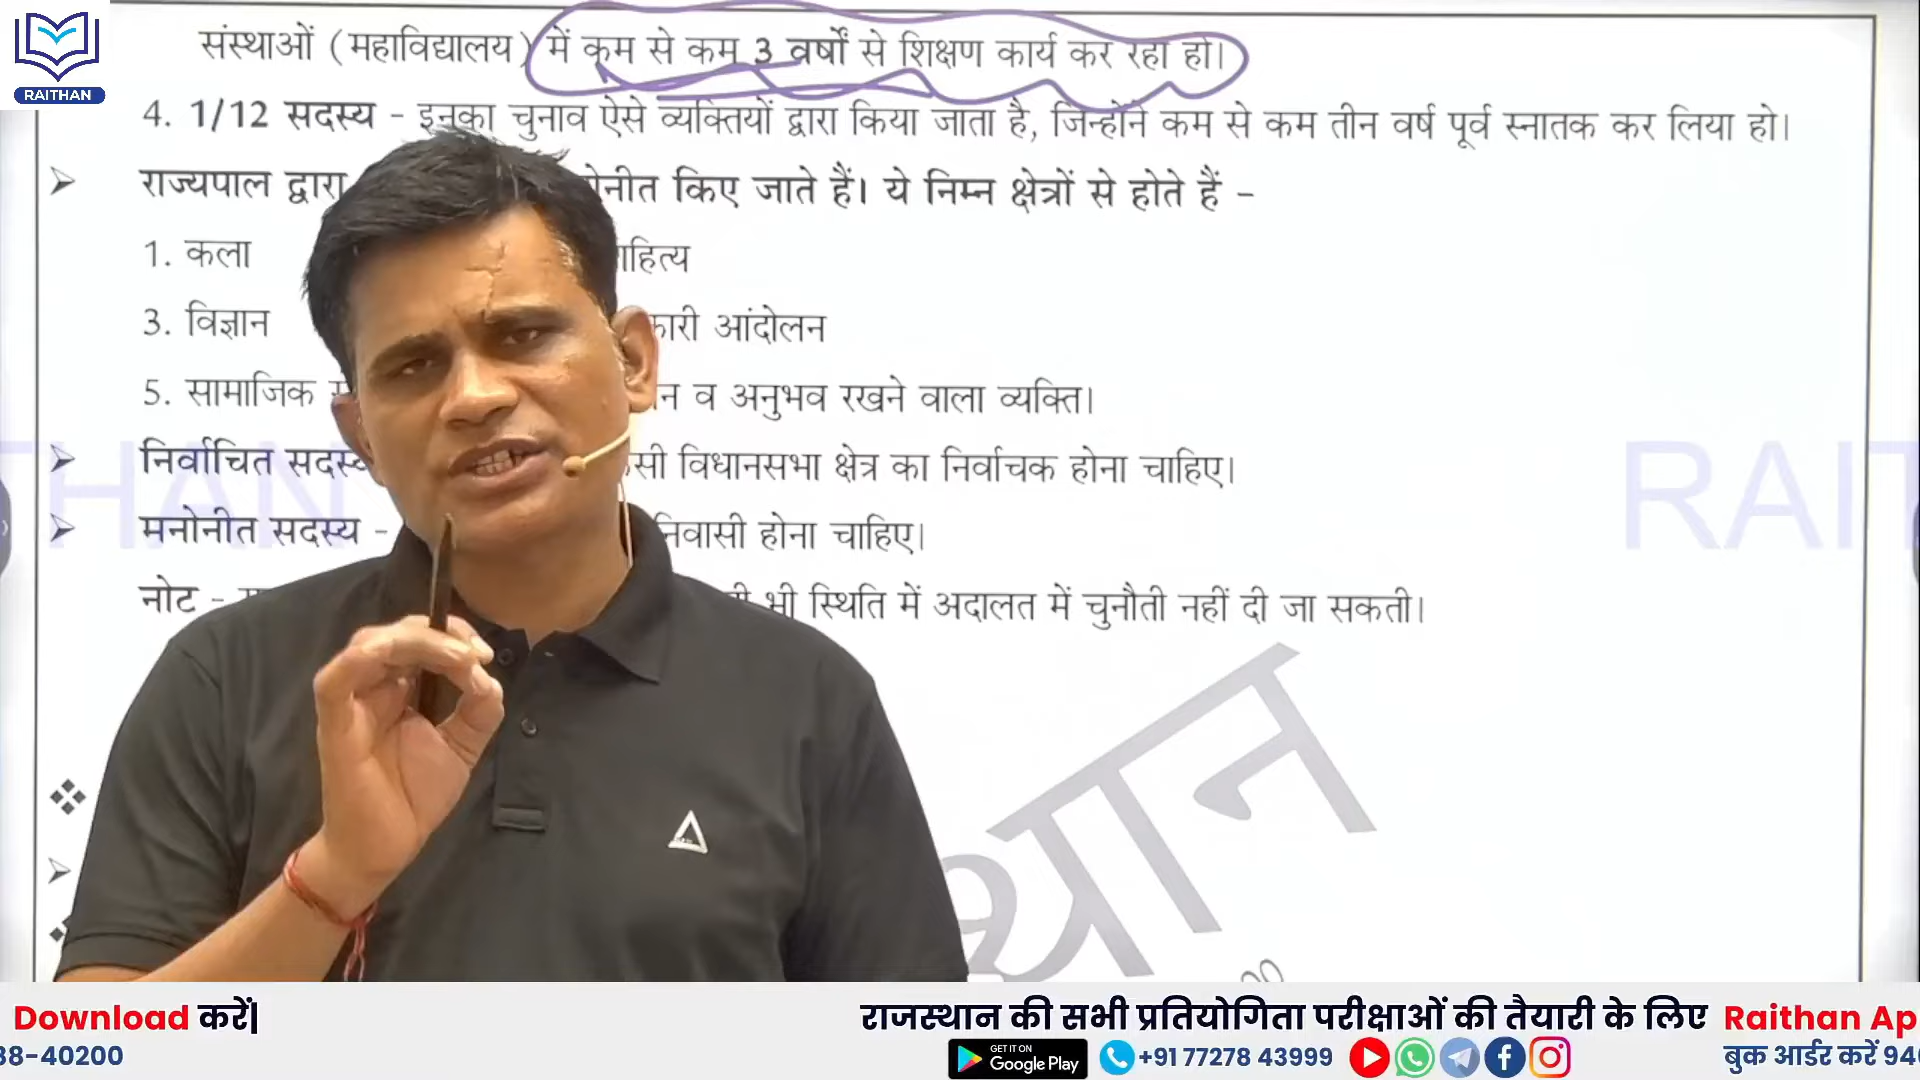 RAITHAN
संस्थाओं (महाविद्यालय) में कम से कम 3 वर्षों से शिक्षण कार्य कर रहा हो।
4. 1/12 सदस्य - इनका चुनाव ऐसे व्यक्तियों द्वारा किया जाता है, जिन्होंने कम से कम तीन वर्ष पूर्व स्नातक कर लिया हो।
राज्यपाल द्वारा किए जाते हैं। ये निम्न क्षेत्रों से होते हैं -
1. कला
3. विज्ञान आंदोलन
5. सामाजिक व अनुभव रखने वाला व्यक्ति।
निर्वाचित विधानसभा क्षेत्र का निर्वाचक होना चाहिए।
मनोनीत सदस्य - होना चाहिए।
नोट - भी स्थिति में अदालत में चुनौती नहीं दी जा सकती।
Download करें| राजस्थान की सभी प्रतियोगिता परीक्षाओं की तैयारी के लिए Raithan Ap
38-40200 GET IT ON Google Play +91 77278 43999 बुक आर्डर करें 94